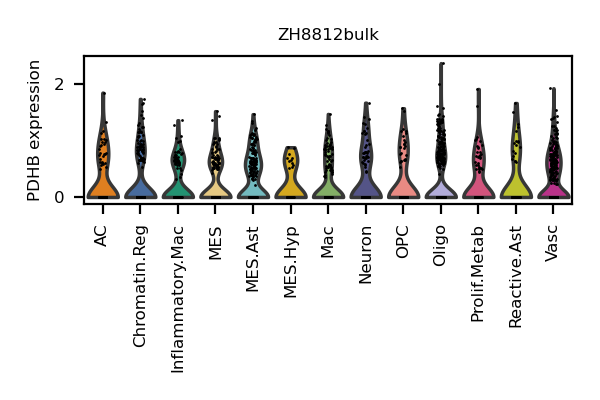 ZH8812bulk
PDHB expression
2
0
AC
Chromatin.Reg
Inflammatory.Mac
MES
MES.Ast
MES.Hyp
Mac
Neuron
OPC
Oligo
Prolif.Metab
Reactive.Ast
Vasc